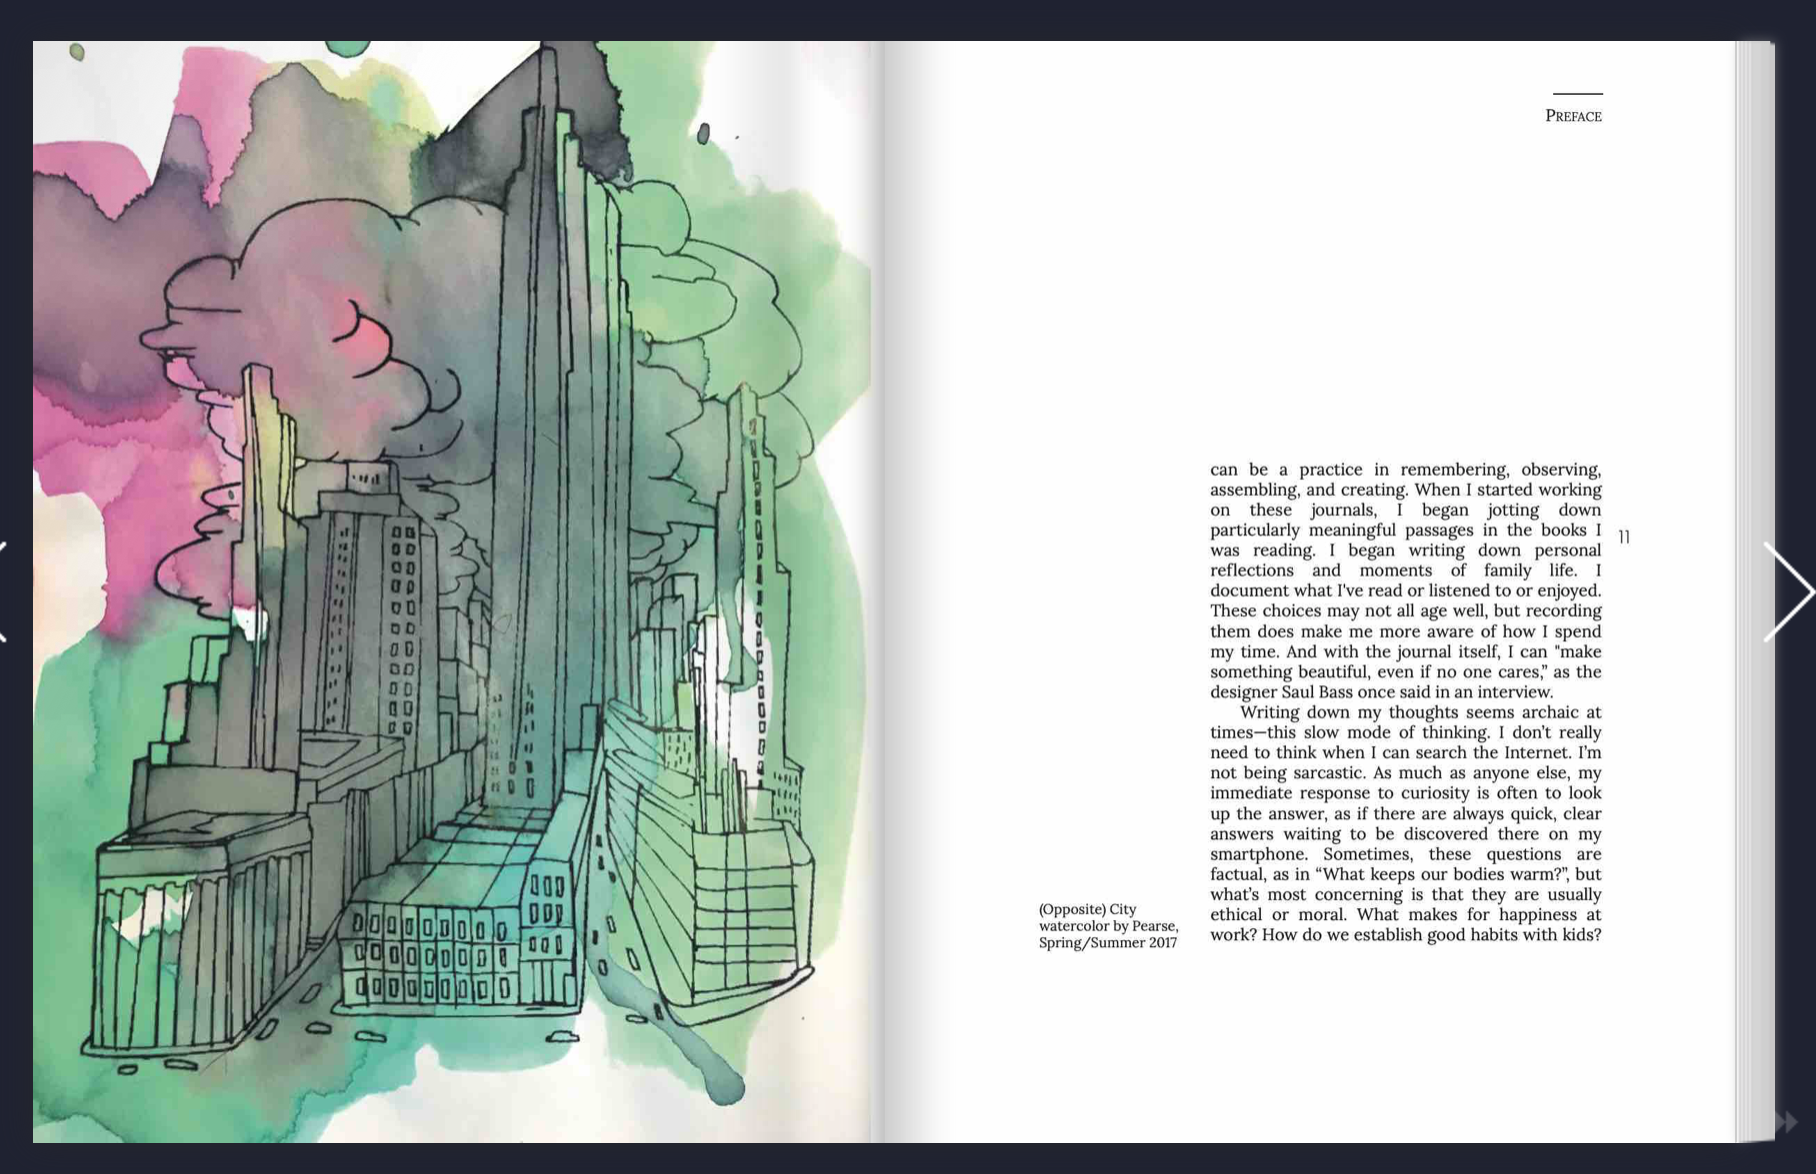 PREFACE
can be a practice in remembering, observing,
assembling, and creating. When I started working
on these journals, I began jotting down
particularly meaningful passages in the books I
was reading. I began writing down personal
reflections and moments of family life. I
document what I've read or listened to or enjoyed.
These choices may not all age well, but recording
them does make me more aware of how I spend
my time. And with the journal itself, I can "make
something beautiful, even if no one cares,” as the
designer Saul Bass once said in an interview.
Writing down my thoughts seems archaic at
times—this slow mode of thinking. I don’t really
need to think when I can search the Internet. I’m
not being sarcastic. As much as anyone else, my
immediate response to curiosity is often to look
up the answer, as if there are always quick, clear
answers waiting to be discovered there on my
smartphone. Sometimes, these questions are
factual, as in “What keeps our bodies warm?”, but
what’s most concerning is that they are usually
ethical or moral. What makes for happiness at
work? How do we establish good habits with kids?
11
(Opposite) City
watercolor by Pearse,
Spring/Summer 2017